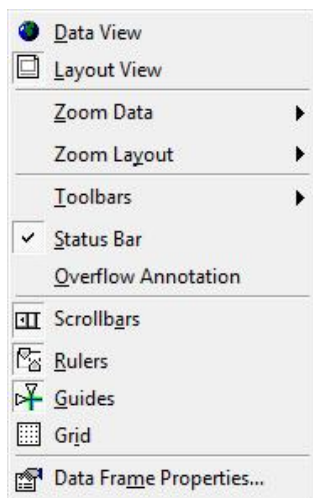 Data View
Layout View
Zoom Data
Zoom Layout
Toolbars
Status Bar
Overflow Annotation
Scrollbars
Rulers
Guides
Grid
Data Frame Properties...